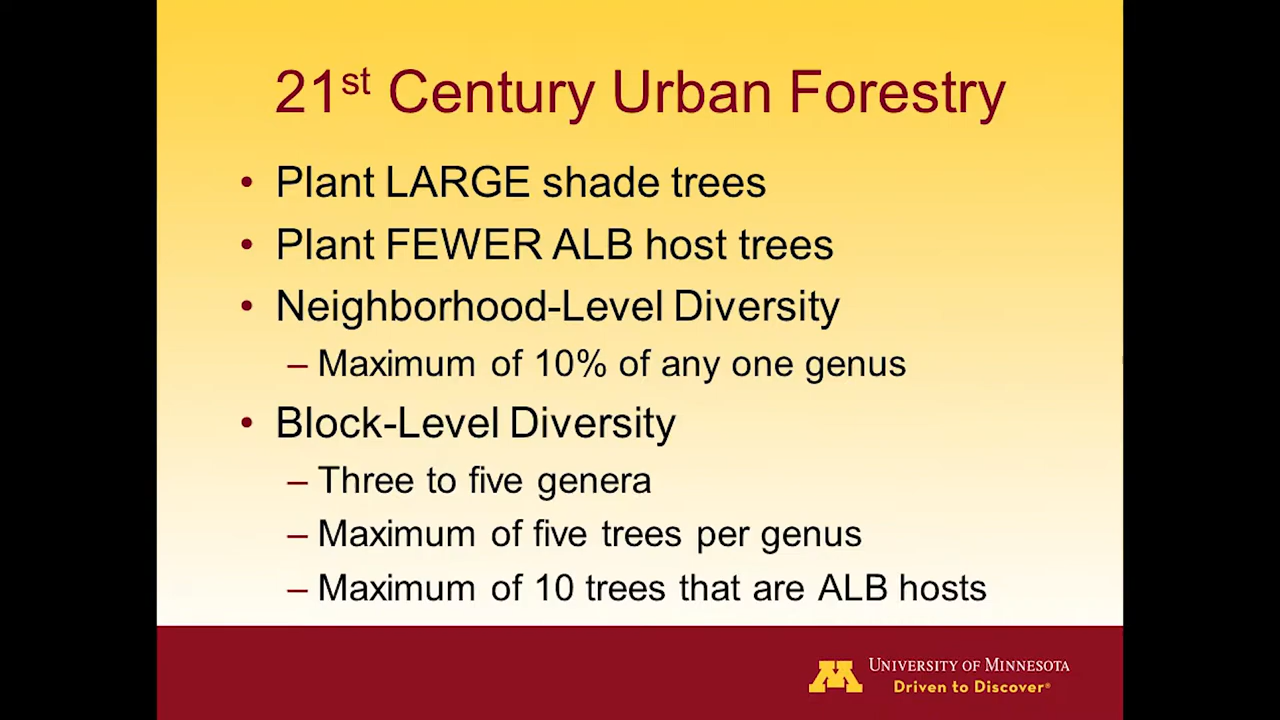 21st Century Urban Forestry
• Plant LARGE shade trees
• Plant FEWER ALB host trees
• Neighborhood-Level Diversity
– Maximum of 10% of any one genus
• Block-Level Diversity
– Three to five genera
– Maximum of five trees per genus
– Maximum of 10 trees that are ALB hosts
M
UNIVERSITY OF MINNESOTA
Driven to Discover®